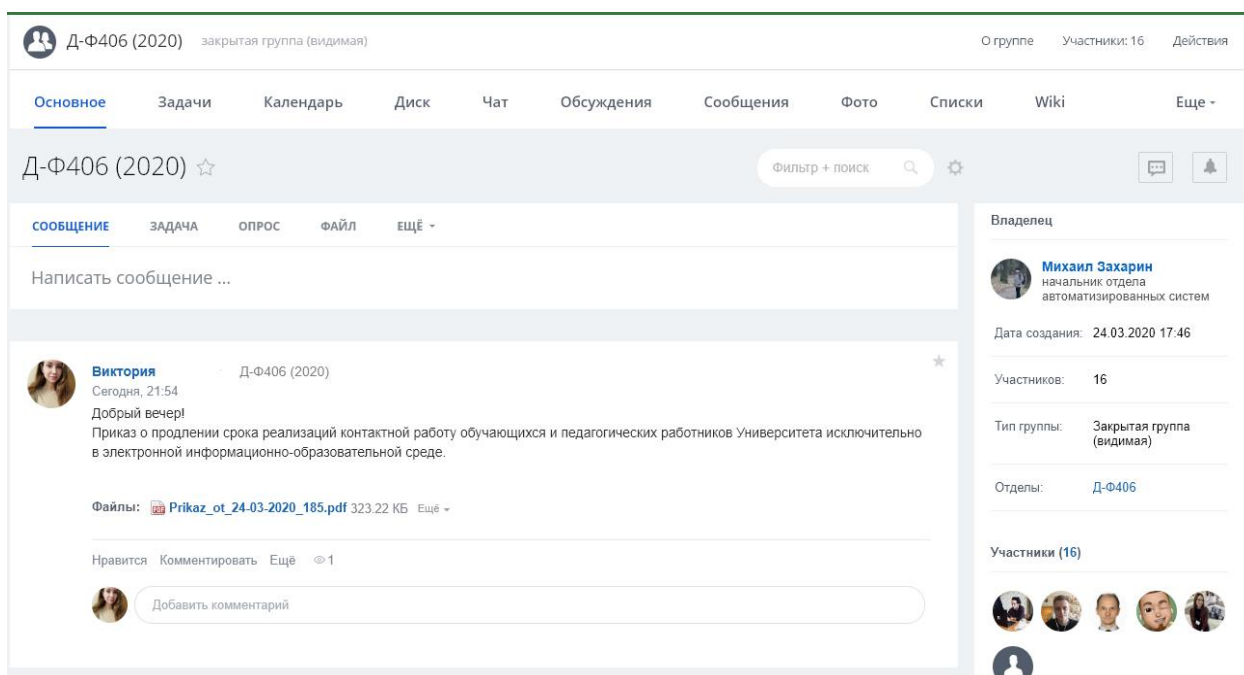 Д-Ф406 (2020) закрытая группа (видимая) О группе Участники: 16 Действия
Основное Задачи Календарь Диск Чат Обсуждения Сообщения Фото Списки Wiki Еще
Д-Ф406 (2020) Фильтр + поиск
СООБЩЕНИЕ ЗАДАЧА ОПРОС ФАЙЛ ЕЩЁ
Написать сообщение ...
Виктория Д-Ф406 (2020)
Сегодня, 21:54
Добрый вечер!
Приказ о продлении срока реализаций контактной работу обучающихся и педагогических работников Университета исключительно
в электронной информационно-образовательной среде.
Файлы: Prikaz_ot_24-03-2020_185.pdf 323.22 КБ Ещё
Нравится Комментировать Ещё 1
Добавить комментарий
Владелец
Михаил Захарин
начальник отдела
автоматизированных систем
Дата создания: 24.03.2020 17:46
Участников: 16
Тип группы: Закрытая группа
(видимая)
Отделы: Д-Ф406
Участники (16)